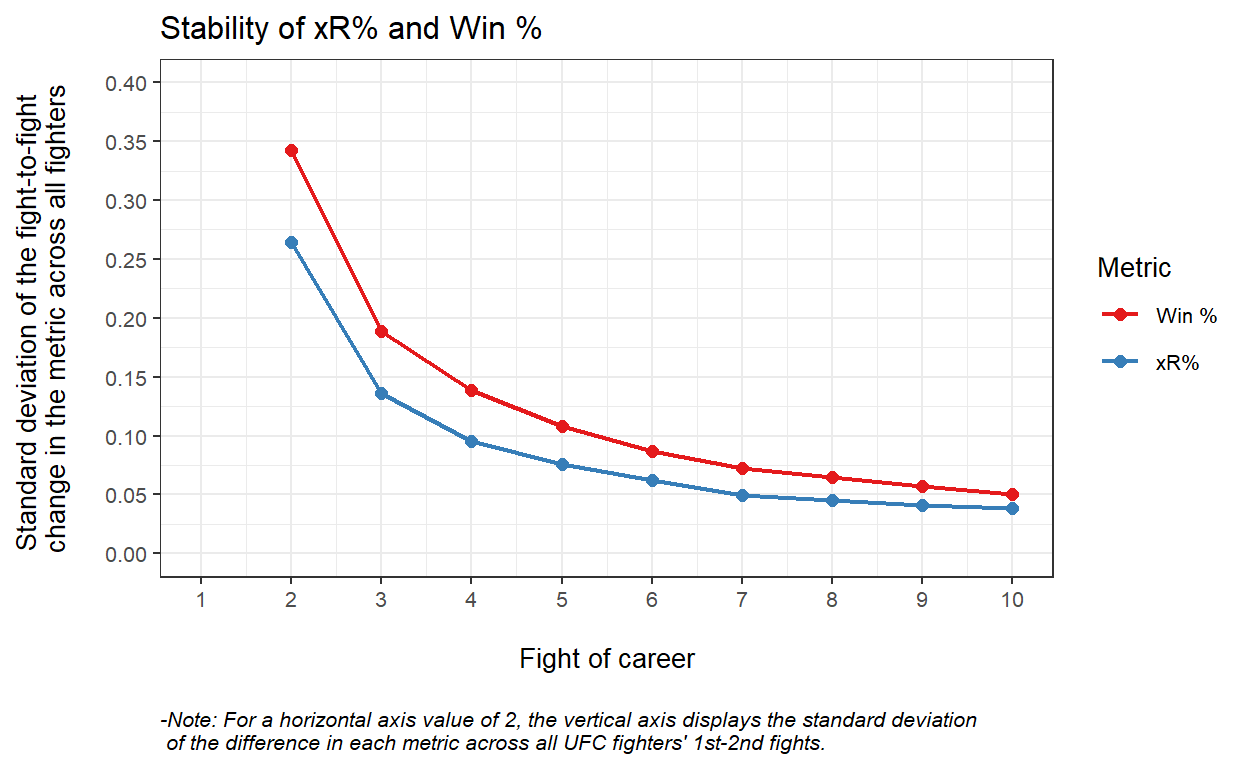 Stability of xR% and Win %
Standard deviation of the fight-to-fight
change in the metric across all fighters
0.40
0.35
0.30
0.25
0.20
0.15
0.10
0.05
0.00
1 2 3 4 5 6 7 8 9 10
Fight of career
Metric
Win %
xR%
-Note: For a horizontal axis value of 2, the vertical axis displays the standard deviation
of the difference in each metric across all UFC fighters' 1st-2nd fights.